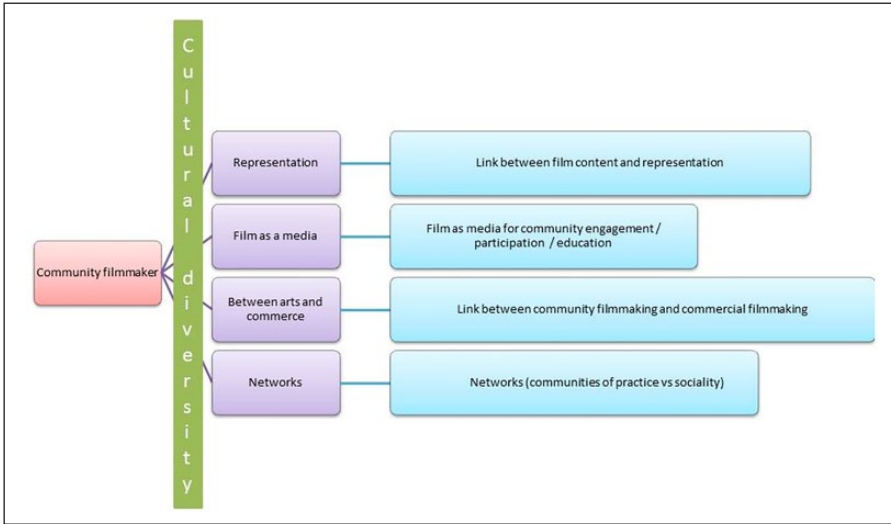 Cultural diversity
Community filmmaker
Representation
Link between film content and representation
Film as a media
Film as media for community engagement /
participation / education
Between arts and
commerce
Link between community filmmaking and commercial filmmaking
Networks
Networks (communities of practice vs sociality)